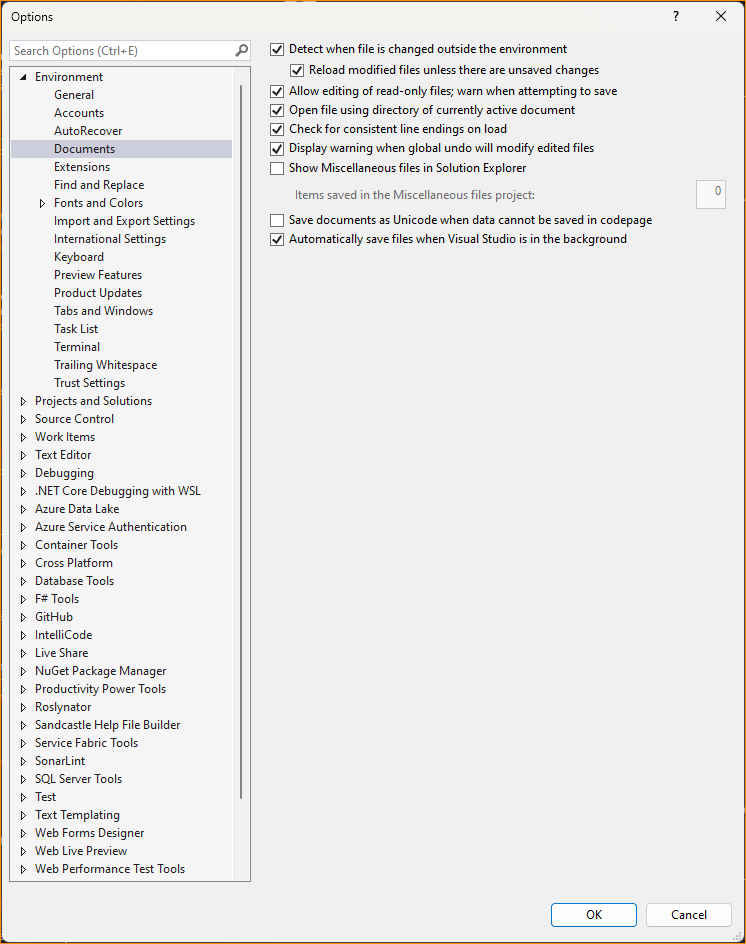 Options
?
Search Options (Ctrl+E)
Environment
General
Accounts
AutoRecover
Documents
Extensions
Find and Replace
Fonts and Colors
Import and Export Settings
International Settings
Keyboard
Preview Features
Product Updates
Tabs and Windows
Task List
Terminal
Trailing Whitespace
Trust Settings
Projects and Solutions
Source Control
Work Items
Text Editor
Debugging
.NET Core Debugging with WSL
Azure Data Lake
Azure Service Authentication
Container Tools
Cross Platform
Database Tools
F# Tools
GitHub
IntelliCode
Live Share
NuGet Package Manager
Productivity Power Tools
Roslynator
Sandcastle Help File Builder
Service Fabric Tools
SonarLint
SQL Server Tools
Test
Text Templating
Web Forms Designer
Web Live Preview
Web Performance Test Tools
Detect when file is changed outside the environment
Reload modified files unless there are unsaved changes
Allow editing of read-only files; warn when attempting to save
Open file using directory of currently active document
Check for consistent line endings on load
Display warning when global undo will modify edited files
Show Miscellaneous files in Solution Explorer
Items saved in the Miscellaneous files project:
0
Save documents as Unicode when data cannot be saved in codepage
Automatically save files when Visual Studio is in the background
OK
Cancel